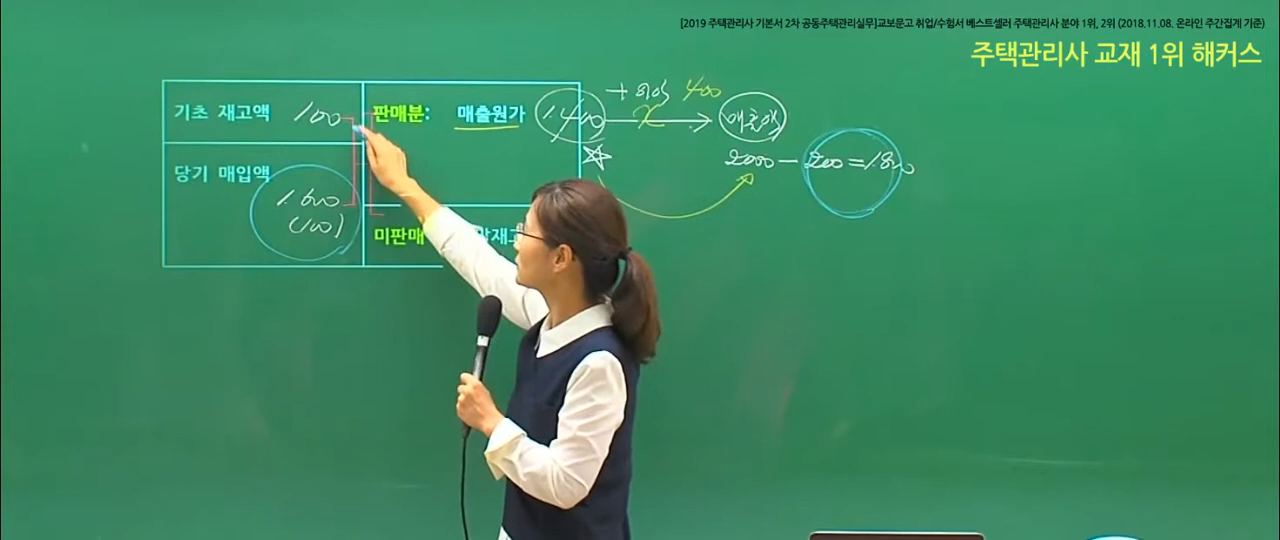 [2019 주택관리사 기본서 2차 공동주택관리실무]교보문고 취업/수험서 베스트셀러 주택관리사 분야 1위, 2위 (2018.11.08. 온라인 주간집계 기준)
주택관리사 교재 1위 해커스
기초 재고액 100
판매분: 매출원가 1,400
+ 이익 400
매출액
2000 - 200 = 1.800
당기 매입액
1.600
(100)
미판매